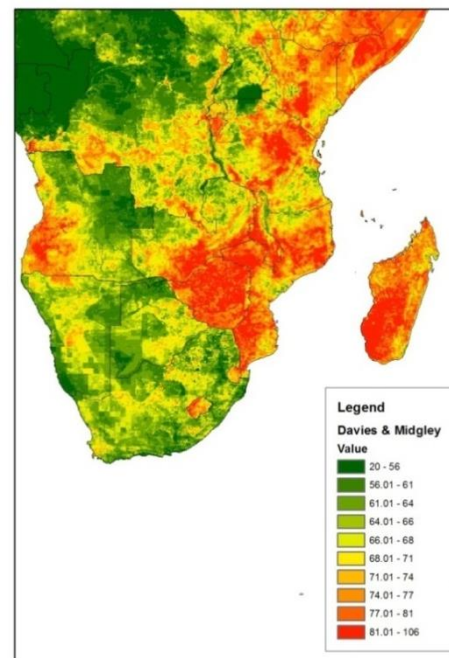 Legend
Davies & Midgley
Value
20 - 56
56.01 - 61
61.01 - 64
64.01 - 66
66.01 - 68
68.01 - 71
71.01 - 74
74.01 - 77
77.01 - 81
81.01 - 106